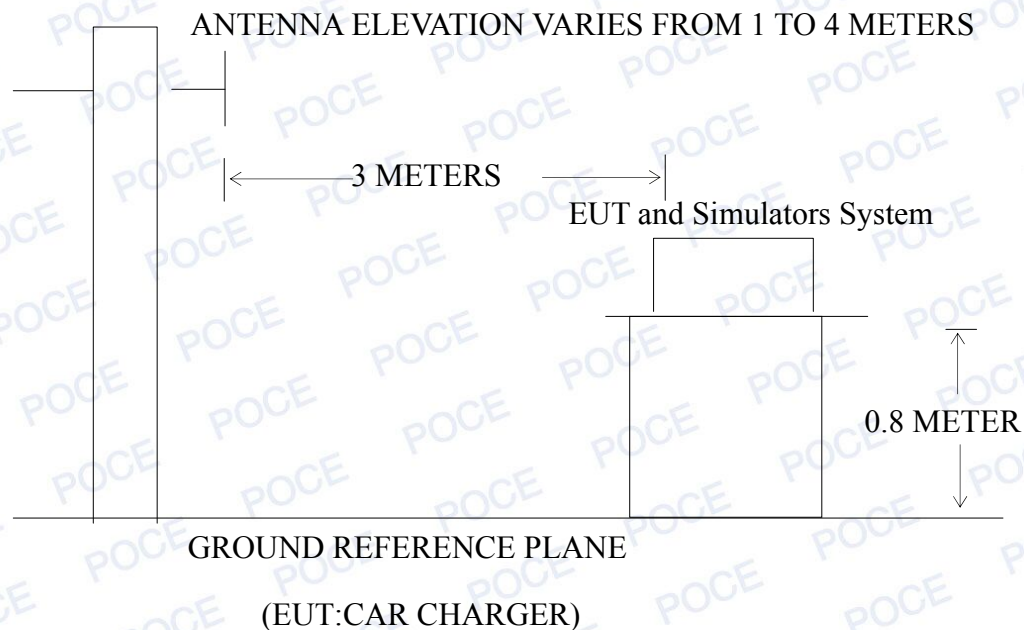 ANTENNA ELEVATION VARIES FROM 1 TO 4 METERS
3 METERS
EUT and Simulators System
0.8 METER
GROUND REFERENCE PLANE
(EUT:CAR CHARGER)
POCE